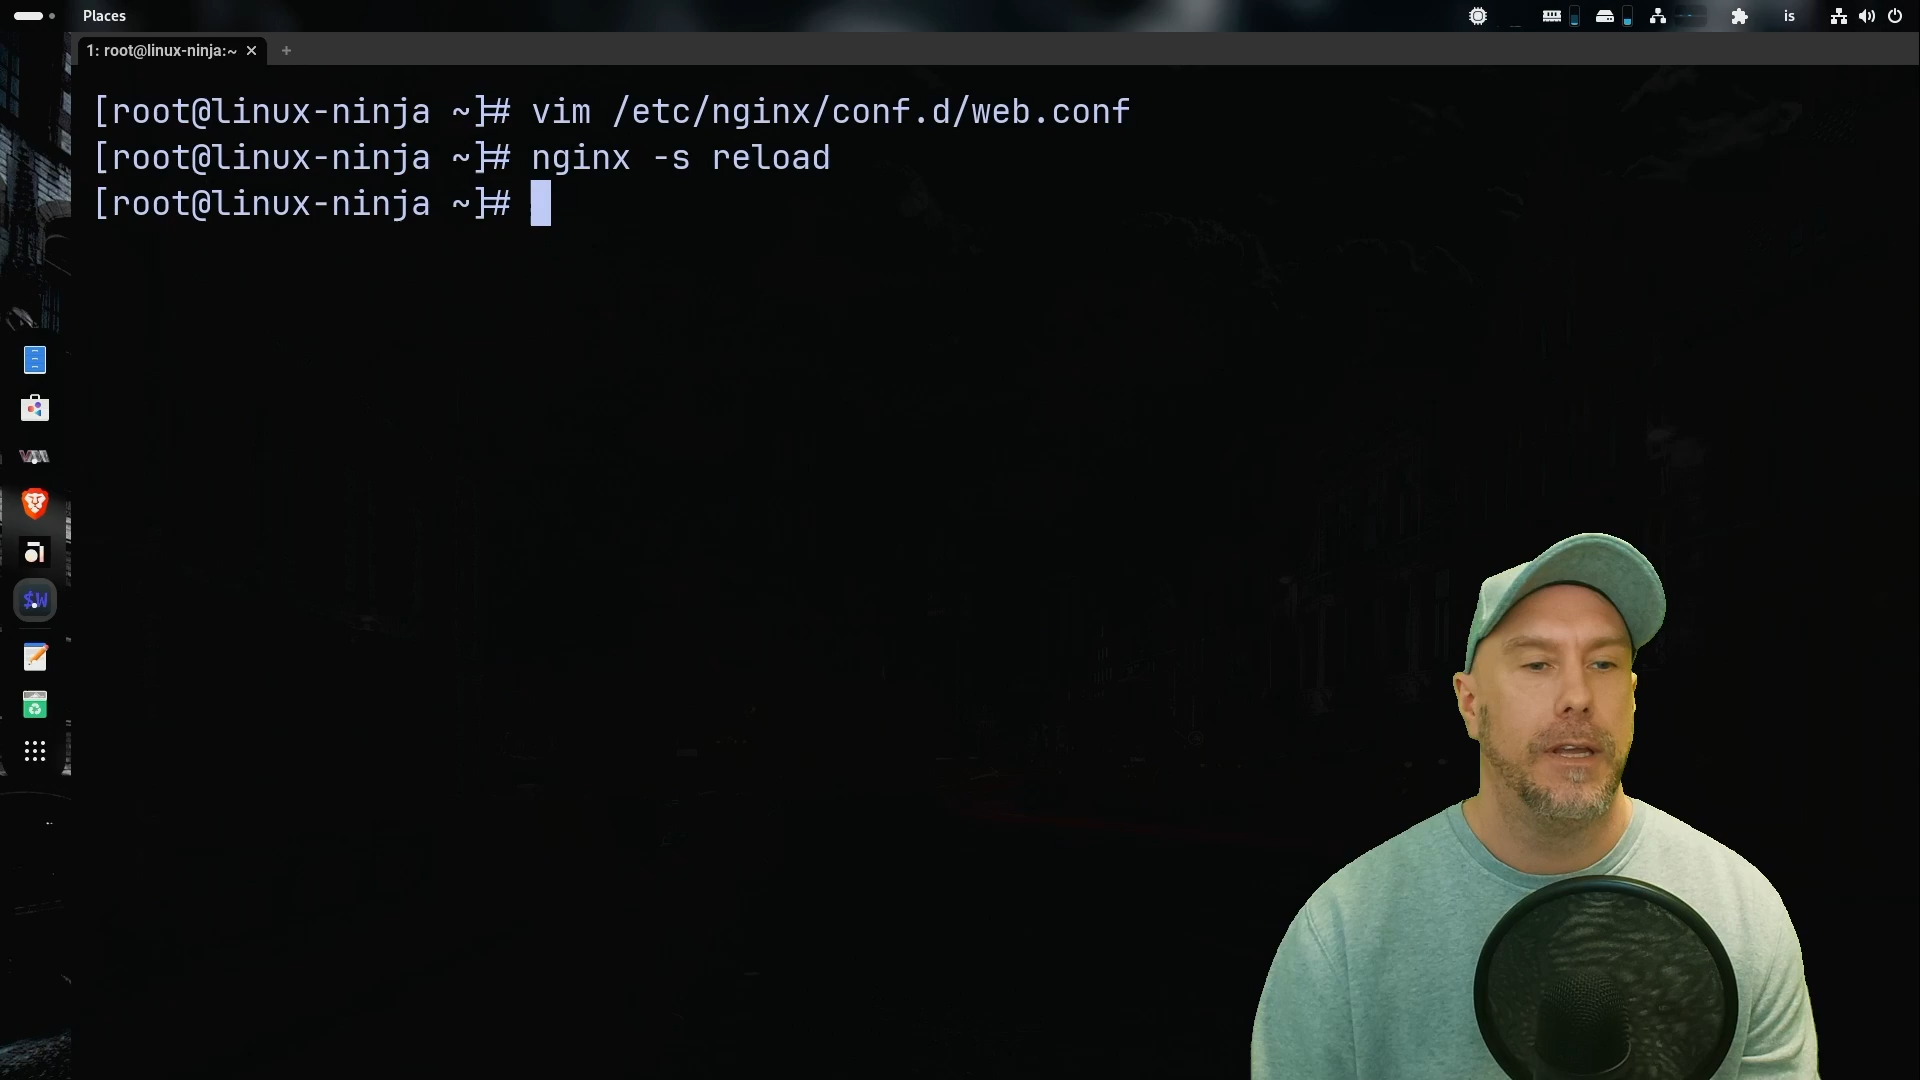 Places
is
1: root@linux-ninja:~
[root@linux-ninja ~]# vim /etc/nginx/conf.d/web.conf
[root@linux-ninja ~]# nginx -s reload
[root@linux-ninja ~]#
$W